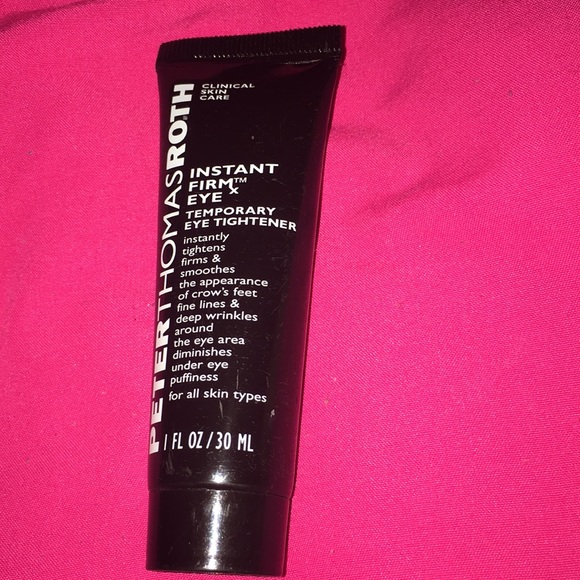 PETERTHOMASROTH
CLINICAL
SKIN
CARE
INSTANT
FIRMx™
EYE
TEMPORARY
EYE TIGHTENER
instantly
tightens
firms &
smoothes
the appearance
of crow's feet
fine lines &
deep wrinkles
around
the eye area
diminishes
under eye
puffiness
for all skin types
1 FL OZ/30 ML